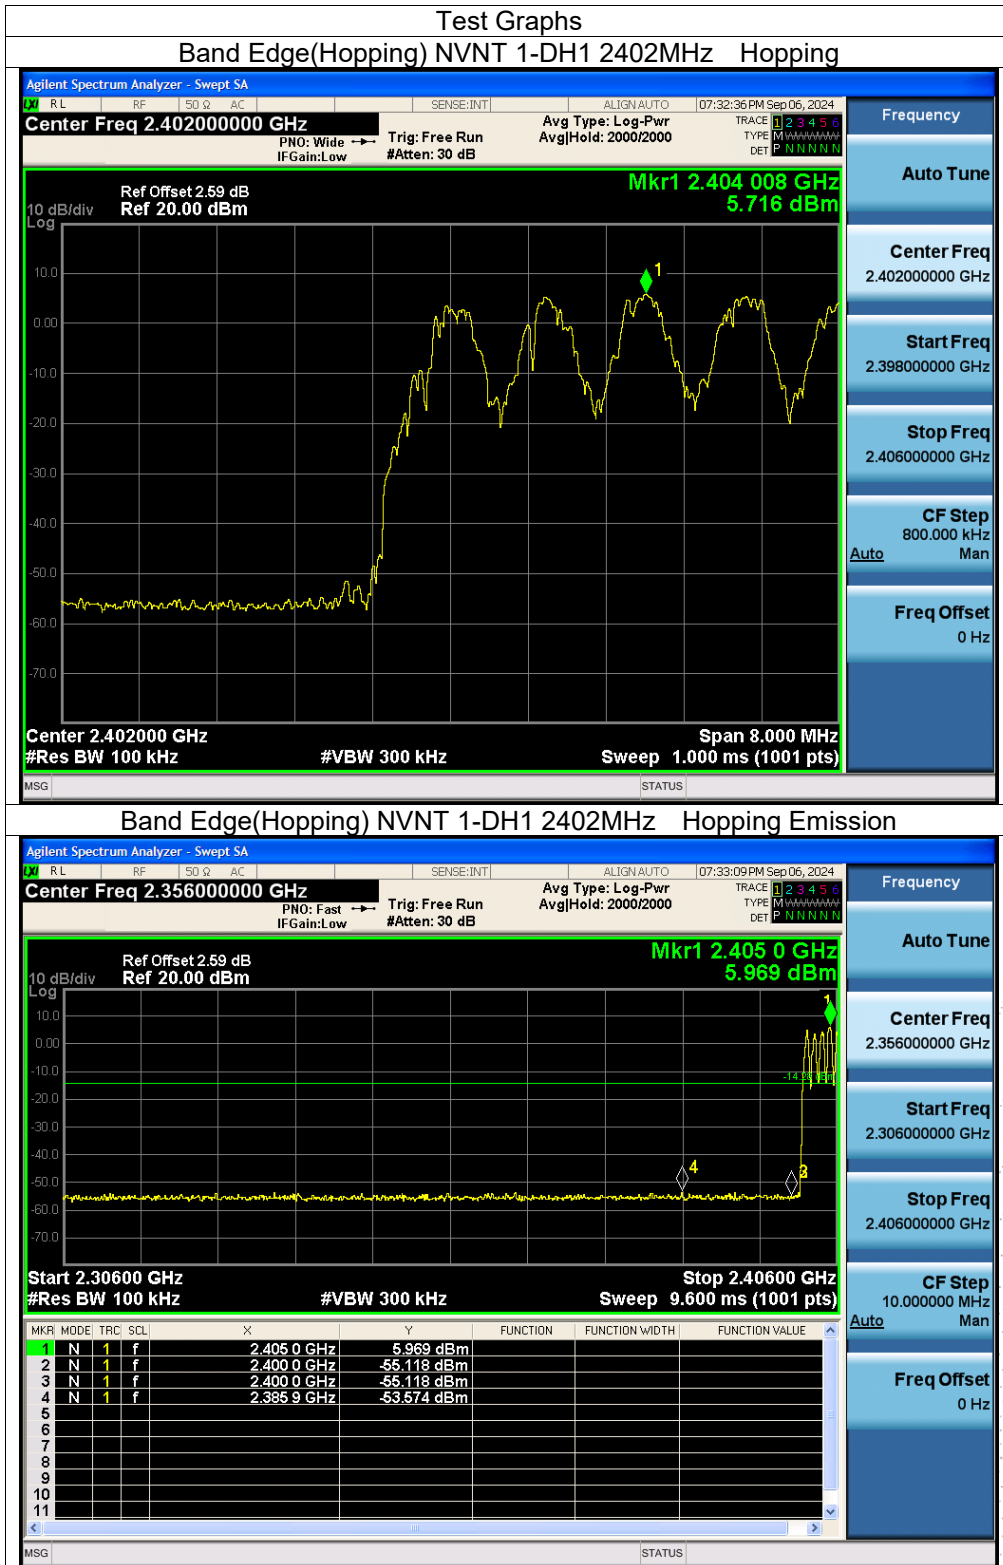 Test Graphs
Band Edge(Hopping) NVNT 1-DH1 2402MHz Hopping
Agilent Spectrum Analyzer - Swept SA
LXI RL RF 50 Ω AC SENSE:INT ALIGN AUTO 07:32:36 PM Sep 06, 2024
Center Freq 2.402000000 GHz
PNO: Wide
IFGain:Low
Trig: Free Run
#Atten: 30 dB
Avg Type: Log-Pwr
Avg|Hold: 2000/2000
TRACE 1 2 3 4 5 6
TYPE M
DET P N N N N N
Mkr1 2.404 008 GHz
5.716 dBm
Ref Offset 2.59 dB
10 dB/div Ref 20.00 dBm
Log
10.0
0.00
-10.0
-20.0
-30.0
-40.0
-50.0
-60.0
-70.0
1
Center 2.402000 GHz Span 8.000 MHz
#Res BW 100 kHz #VBW 300 kHz Sweep 1.000 ms (1001 pts)
MSG STATUS
Frequency
Auto Tune
Center Freq
2.402000000 GHz
Start Freq
2.398000000 GHz
Stop Freq
2.406000000 GHz
CF Step
800.000 kHz
Auto Man
Freq Offset
0 Hz
Band Edge(Hopping) NVNT 1-DH1 2402MHz Hopping Emission
Agilent Spectrum Analyzer - Swept SA
LXI RL RF 50 Ω AC SENSE:INT ALIGN AUTO 07:33:09 PM Sep 06, 2024
Center Freq 2.356000000 GHz
PNO: Fast
IFGain:Low
Trig: Free Run
#Atten: 30 dB
Avg Type: Log-Pwr
Avg|Hold: 2000/2000
TRACE 1 2 3 4 5 6
TYPE M
DET P N N N N N
Mkr1 2.405 0 GHz
5.969 dBm
Ref Offset 2.59 dB
10 dB/div Ref 20.00 dBm
Log
10.0
0.00
-10.0
-20.0
-30.0
-40.0
-50.0
-60.0
-70.0
1
4
Start 2.30600 GHz Stop 2.40600 GHz
#Res BW 100 kHz #VBW 300 kHz Sweep 9.600 ms (1001 pts)
MKR MODE TRC SCL X Y FUNCTION FUNCTION WIDTH FUNCTION VALUE
1 N 1 f 2.405 0 GHz 5.969 dBm
2 N 1 f 2.400 0 GHz -55.118 dBm
3 N 1 f 2.400 0 GHz -55.118 dBm
4 N 1 f 2.385 9 GHz -53.574 dBm
5
6
7
8
9
10
11
MSG STATUS
Frequency
Auto Tune
Center Freq
2.356000000 GHz
Start Freq
2.306000000 GHz
Stop Freq
2.406000000 GHz
CF Step
10.000000 MHz
Auto Man
Freq Offset
0 Hz